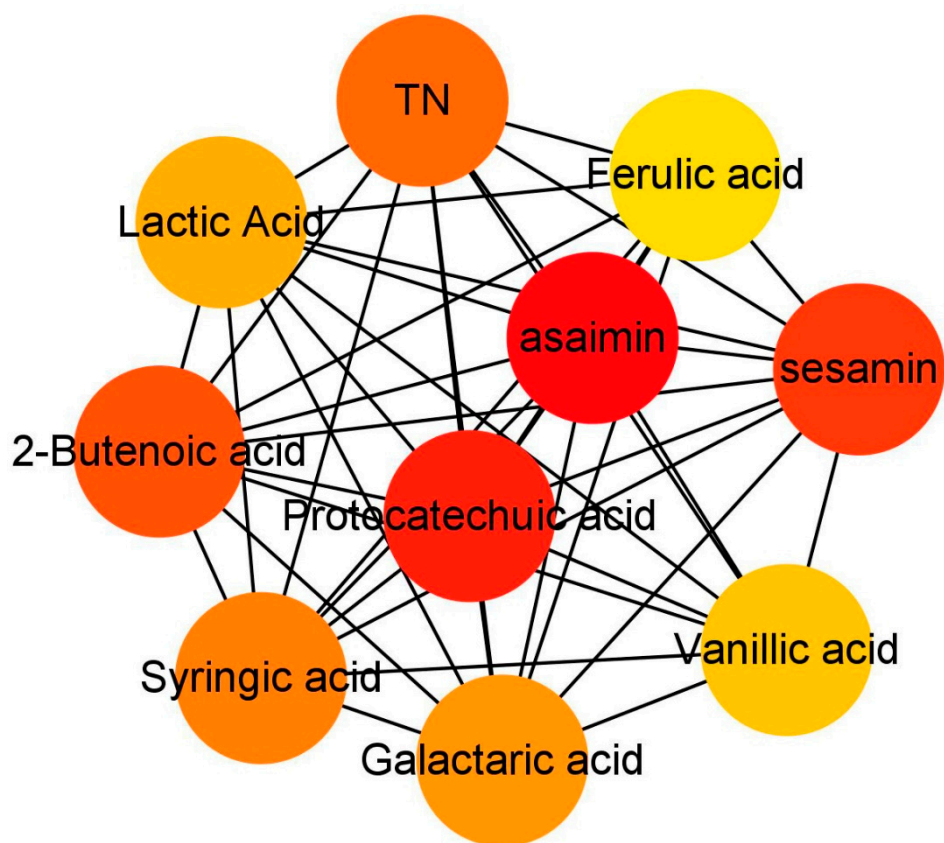 TN
Ferulic acid
Lactic Acid
asaimin
sesamin
2-Butenoic acid
Protocatechuic acid
Vanillic acid
Syringic acid
Galactaric acid